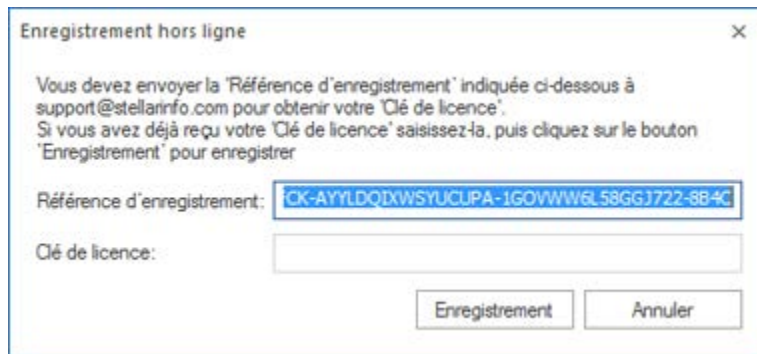 Enregistrement hors ligne
Vous devez envoyer la 'Référence d'enregistrement' indiquée ci-dessous à
support@stellarinfo.com pour obtenir votre 'Clé de licence'.
Si vous avez déjà reçu votre 'Clé de licence' saisissez-la, puis cliquez sur le bouton
'Enregistrement' pour enregistrer
Référence d'enregistrement: CK-AYYLDQIXWSYUCUPA-1GOVWW6L58GGJ722-8B4C
Clé de licence:
Enregistrement Annuler